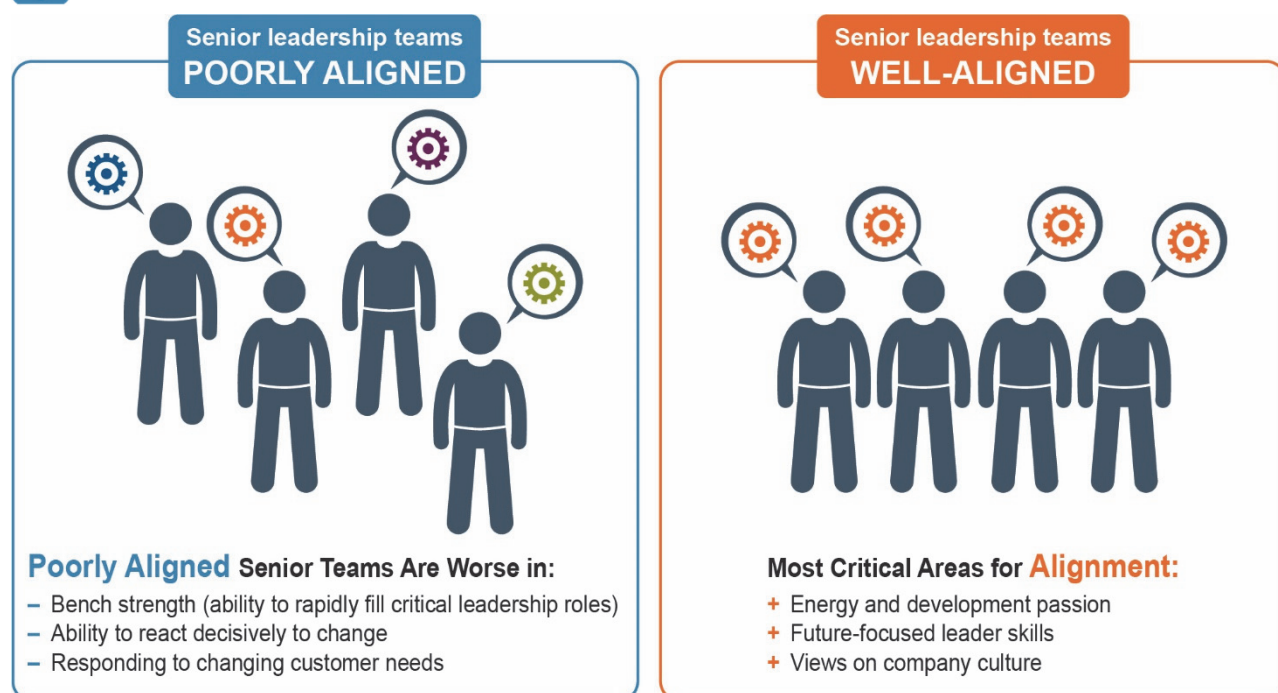 Senior leadership teams
POORLY ALIGNED
Poorly Aligned Senior Teams Are Worse in:
– Bench strength (ability to rapidly fill critical leadership roles)
– Ability to react decisively to change
– Responding to changing customer needs
Senior leadership teams
WELL-ALIGNED
Most Critical Areas for Alignment:
+ Energy and development passion
+ Future-focused leader skills
+ Views on company culture